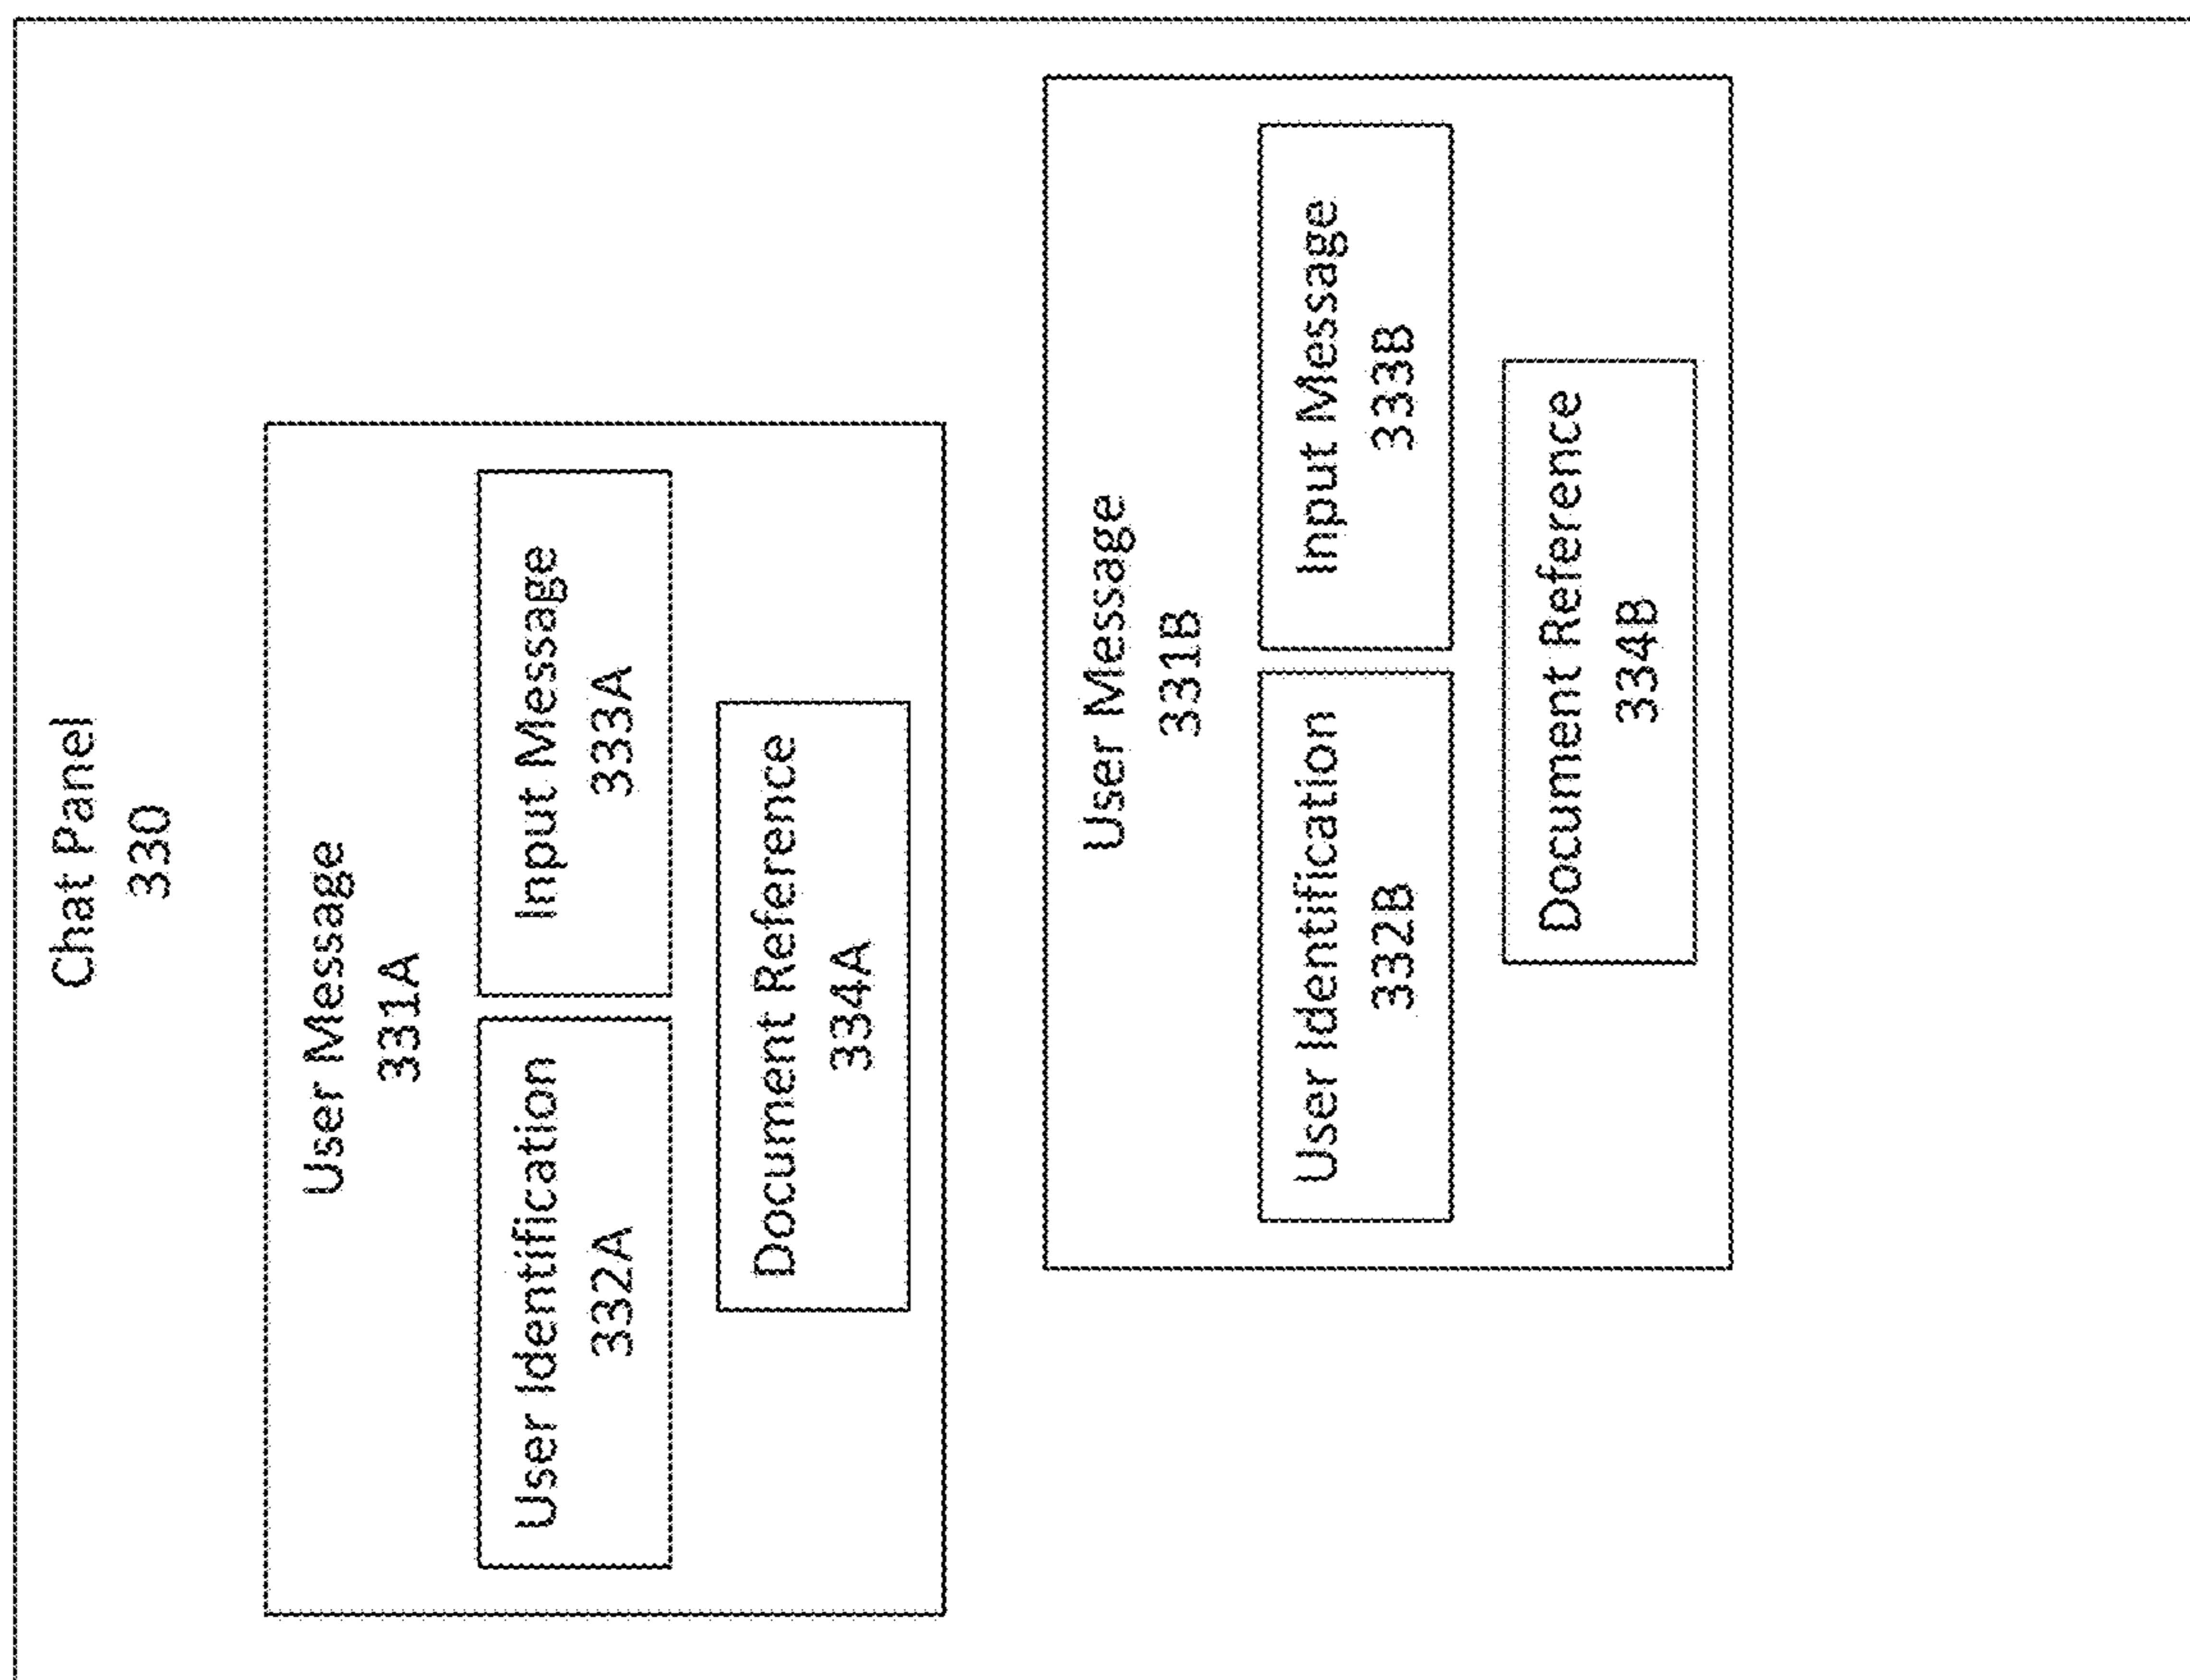 Chat Panel
330
User Message
331A
User Identification
332A
Input Message
333A
Document Reference
334A
User Message
331B
User Identification
332B
Input Message
333B
Document Reference
334B